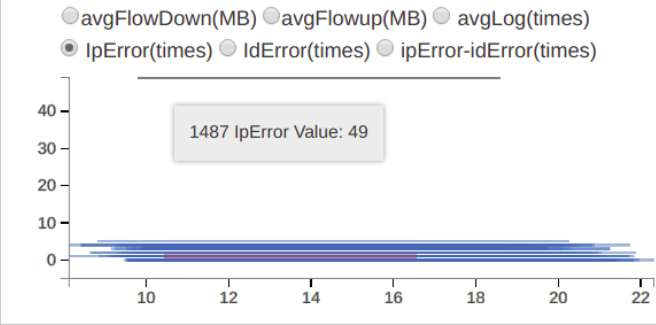 avgFlowDown(MB) avgFlowup(MB) avgLog(times)
IpError(times) IdError(times) ipError-idError(times)
1487 IpError Value: 49
40
30
20
10
0
10 12 14 16 18 20 22